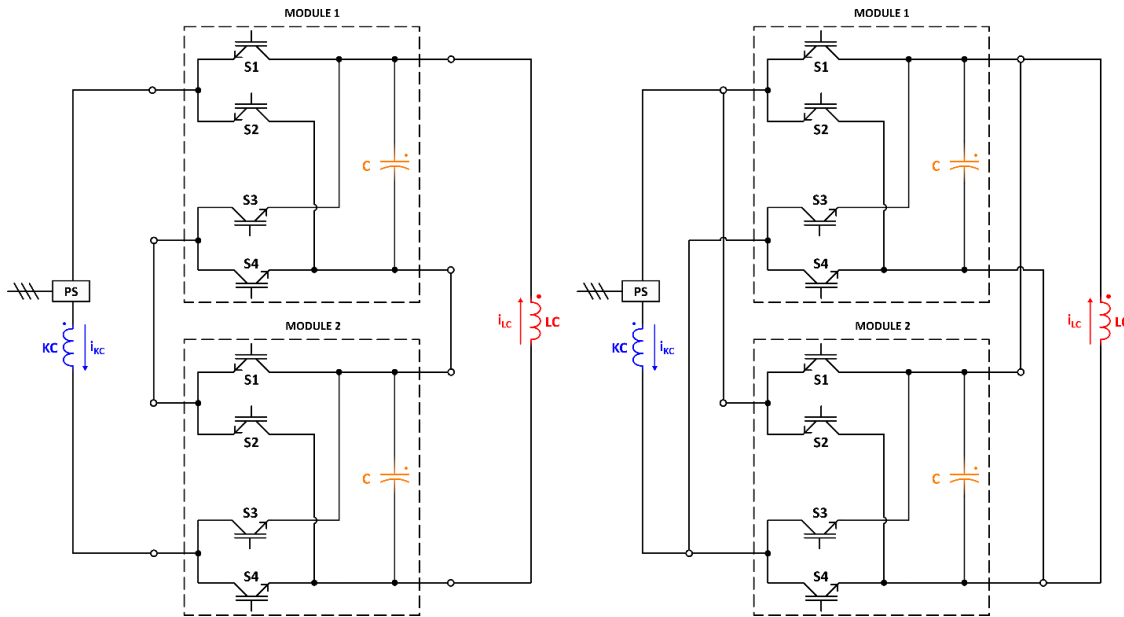 MODULE 1
S1
S2
C
S3
S4
PS
KC
iKC
iLC
LC
MODULE 2
S1
S2
C
S3
S4
MODULE 1
S1
S2
C
S3
S4
PS
KC
iKC
iLC
LC
MODULE 2
S1
S2
C
S3
S4